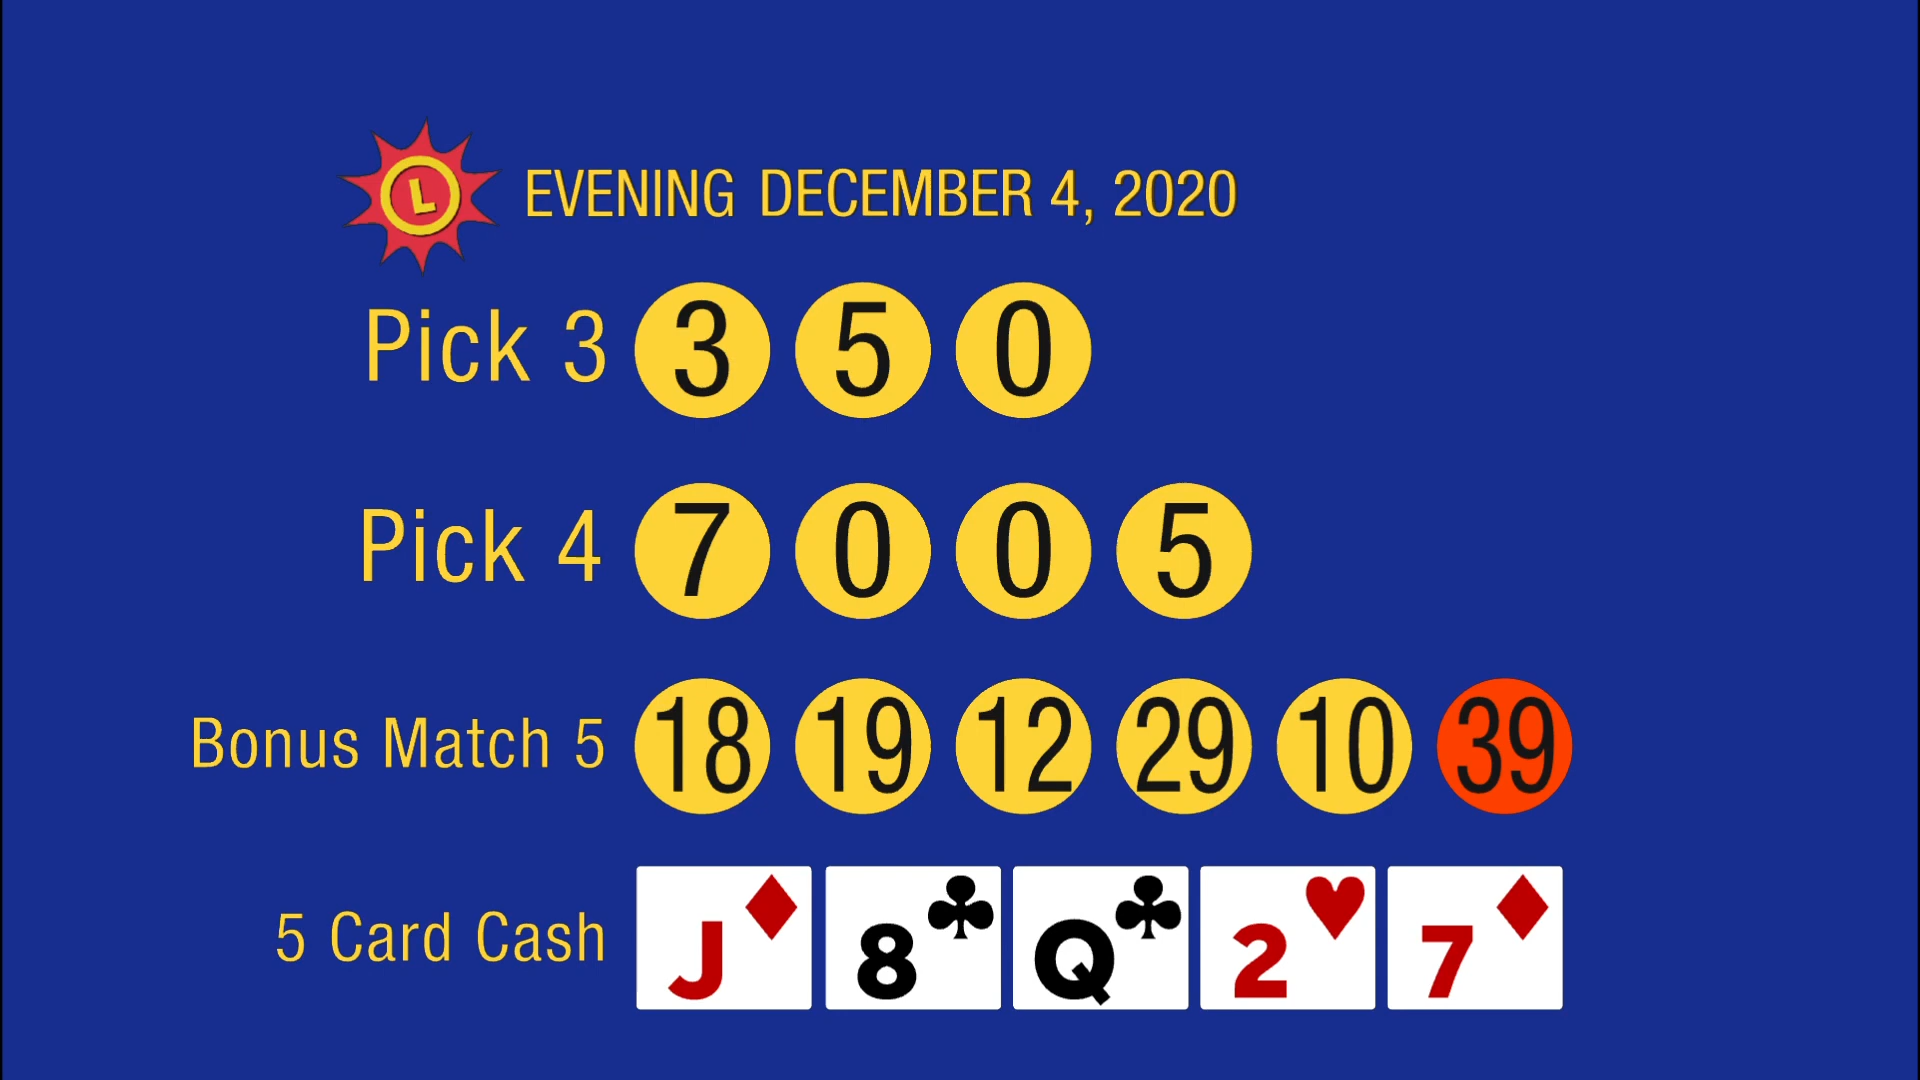 L EVENING DECEMBER 4, 2020
Pick 3 3 5 0
Pick 4 7 0 0 5
Bonus Match 5 18 19 12 29 10 39
5 Card Cash J♦ 8♣ Q♣ 2♥ 7♦